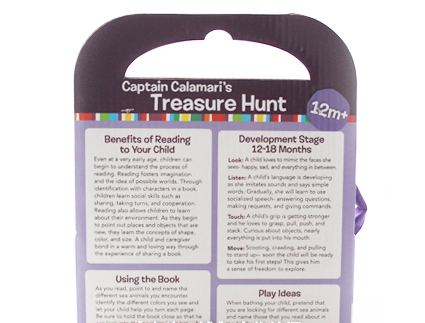 Captain Calamari's
Treasure Hunt
12m+
Benefits of Reading
to Your Child
Even at a very early age, children can
begin to understand the process of
reading. Reading fosters imagination
and the idea of possible worlds. Through
identification with characters in a book,
children learn social skills such as
sharing, taking turns, and cooperation.
Reading also allows children to learn
about their environment. As they begin
to point out places and objects that are
new, they learn the concepts of shape,
color, and size. A child and caregiver
bond in a warm and loving way through
the experience of sharing a book.
Development Stage
12-18 Months
Look: A child loves to mimic the faces she
sees- happy, sad, and everything in between.
Listen: A child's language is developing
as she imitates sounds and says simple
words. Gradually, she will learn to use
socialized speech- answering questions,
making requests, and giving commands.
Touch: A child's grip is getting stronger
and he loves to grasp, pull, push, and
stack. Curious about objects, nearly
everything is put into his mouth.
Move: Scooting, crawling, and pulling
to stand up— soon the child will be ready
to take his first steps! This gives him
a sense of freedom to explore.
Using the Book
As you read, point to and name the
different sea animals you encounter.
Identify the different colors you see and
let your child help you turn each page.
Be sure to hold the book close so that he
Play Ideas
When bathing your child, pretend that you
are looking for different sea animals
and name those that you read about in